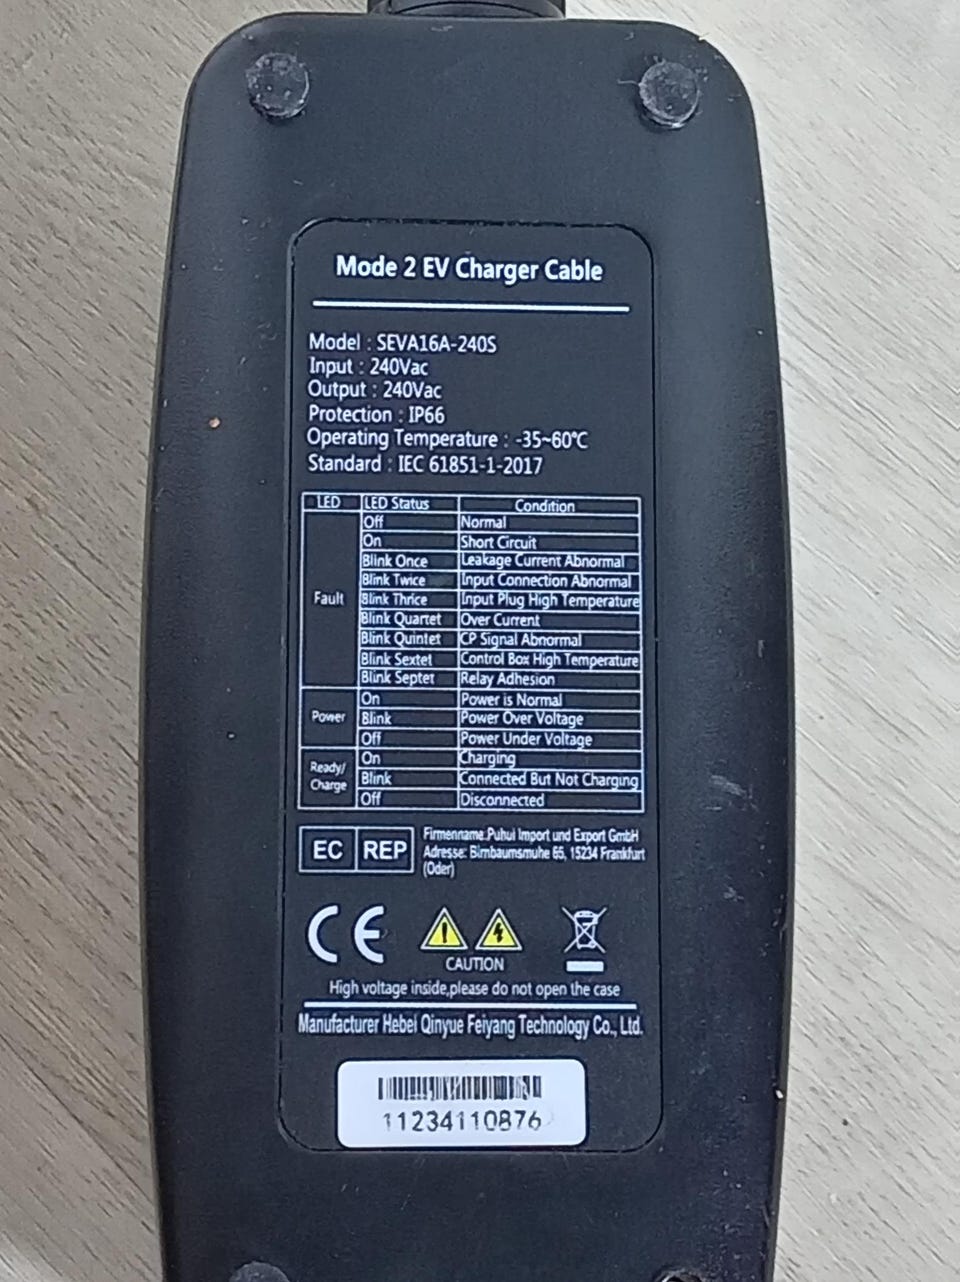 Mode 2 EV Charger Cable
Model : SEVA16A-240S
Input : 240Vac
Output : 240Vac
Protection : IP66
Operating Temperature : -35~60℃
Standard : IEC 61851-1-2017
LED LED Status Condition
Fault
Off Normal
On Short Circuit
Blink Once Leakage Current Abnormal
Blink Twice Input Connection Abnormal
Blink Thrice Input Plug High Temperature
Blink Quartet Over Current
Blink Quintet CP Signal Abnormal
Blink Sextet Control Box High Temperature
Blink Septet Relay Adhesion
Power
On Power is Normal
Blink Power Over Voltage
Off Power Under Voltage
Ready/
Charge
On Charging
Blink Connected But Not Charging
Off Disconnected
EC REP
Firmenname:Puhui Import und Export GmbH
Adresse: Birnbaumsmuhe 65, 15234 Frankfurt
(Oder)
CE
CAUTION
High voltage inside,please do not open the case
Manufacturer Hebei Qinyue Feiyang Technology Co., Ltd.
11234110876